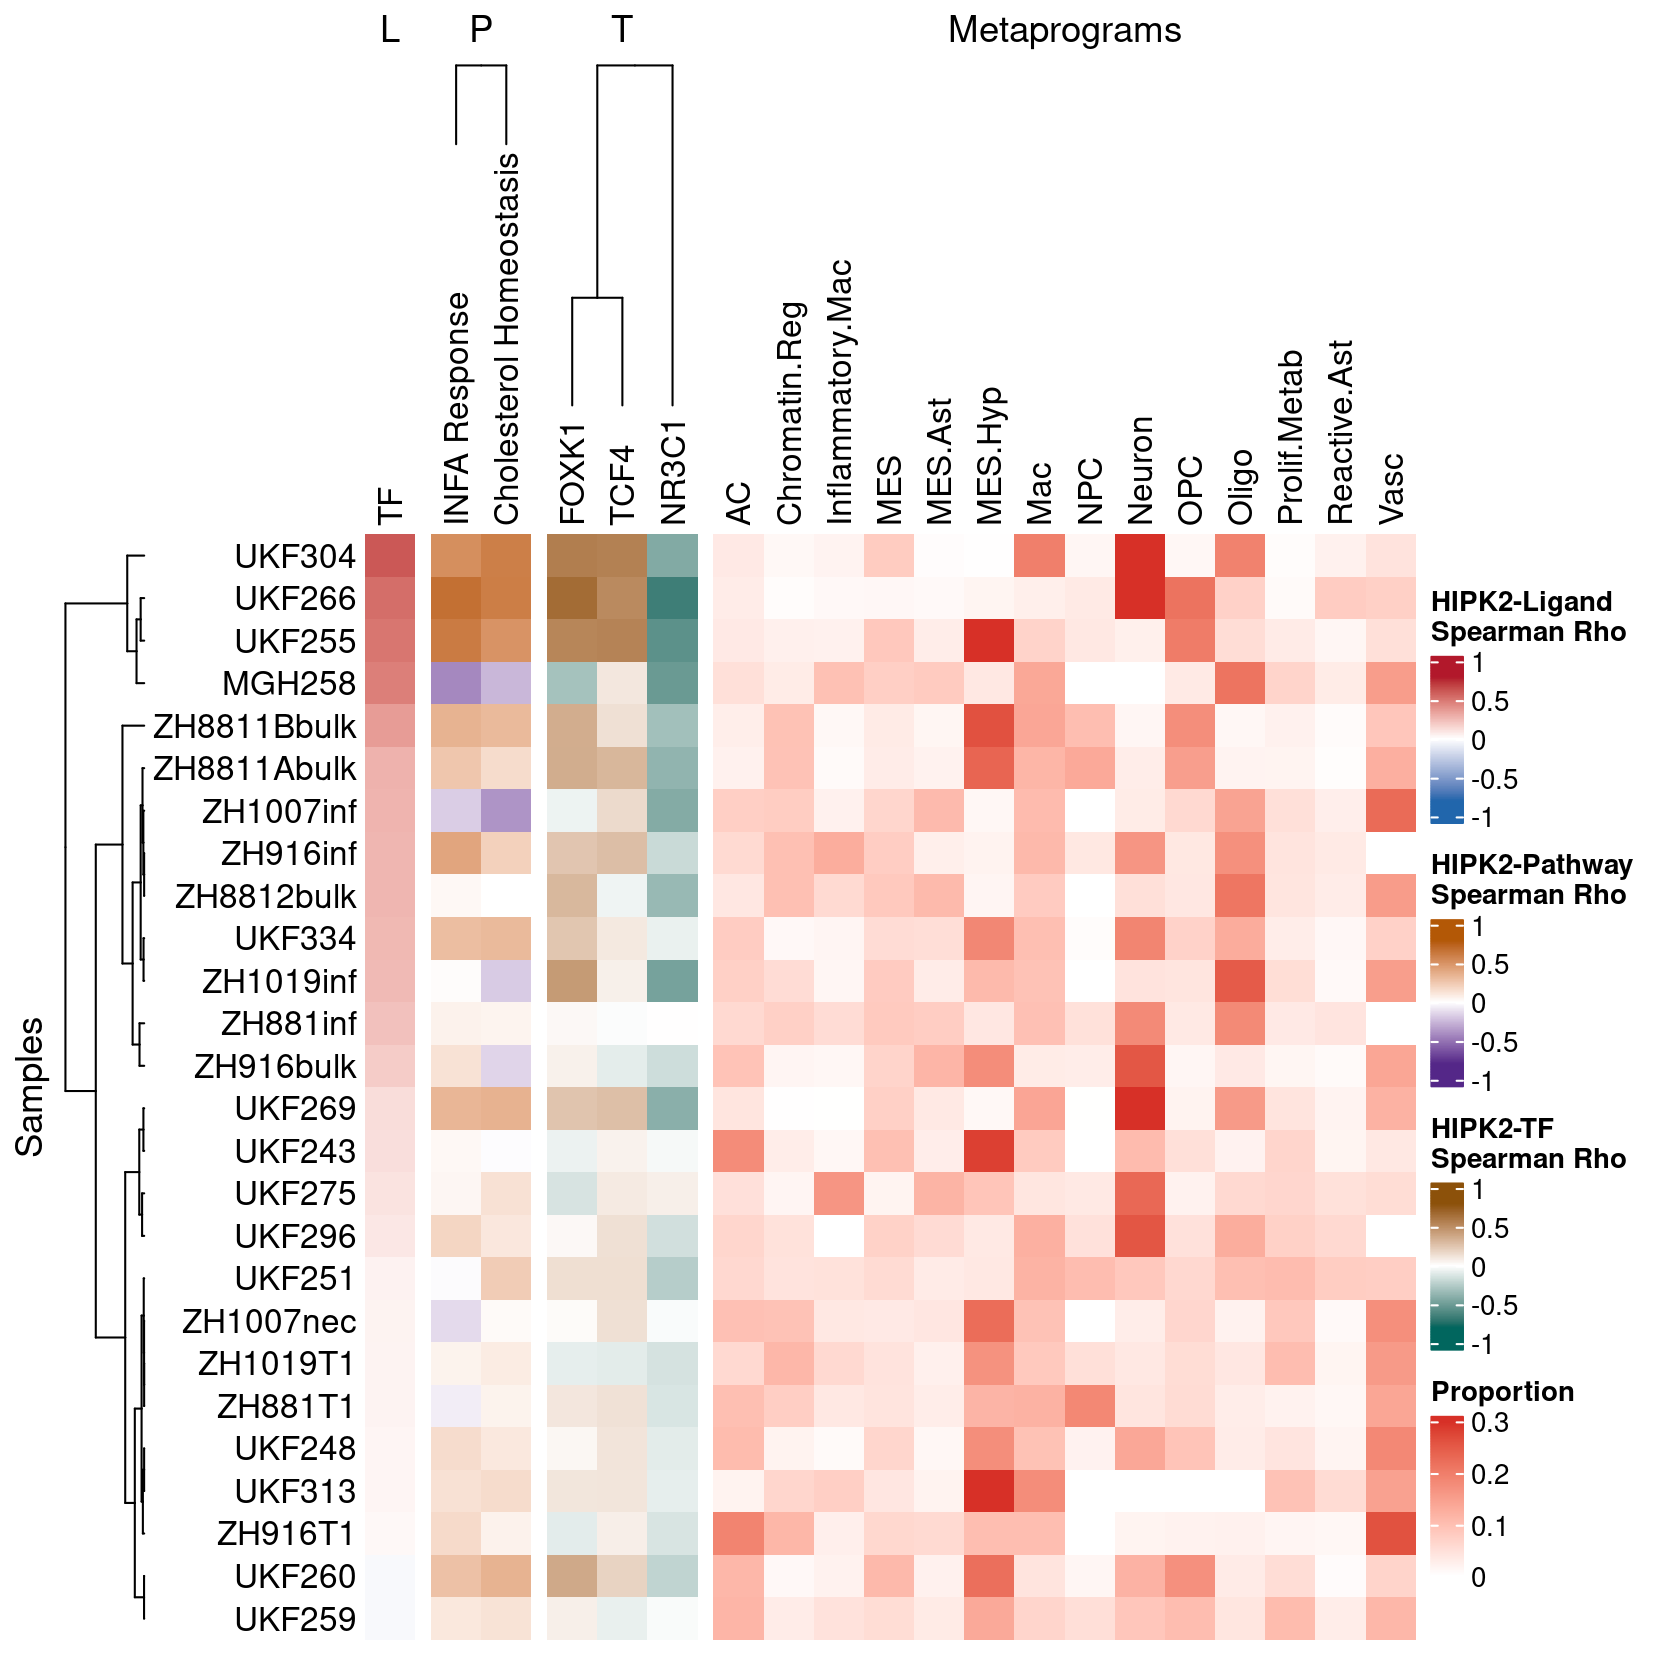 L P T Metaprograms
TF
INFA Response
Cholesterol Homeostasis
FOXK1
TCF4
NR3C1
AC
Chromatin.Reg
Inflammatory.Mac
MES
MES.Ast
MES.Hyp
Mac
NPC
Neuron
OPC
Oligo
Prolif.Metab
Reactive.Ast
Vasc
Samples
UKF304
UKF266
UKF255
MGH258
ZH8811Bbulk
ZH8811Abulk
ZH1007inf
ZH916inf
ZH8812bulk
UKF334
ZH1019inf
ZH881inf
ZH916bulk
UKF269
UKF243
UKF275
UKF296
UKF251
ZH1007nec
ZH1019T1
ZH881T1
UKF248
UKF313
ZH916T1
UKF260
UKF259
HIPK2-Ligand
Spearman Rho
1
0.5
0
-0.5
-1
HIPK2-Pathway
Spearman Rho
1
0.5
0
-0.5
-1
HIPK2-TF
Spearman Rho
1
0.5
0
-0.5
-1
Proportion
0.3
0.2
0.1
0